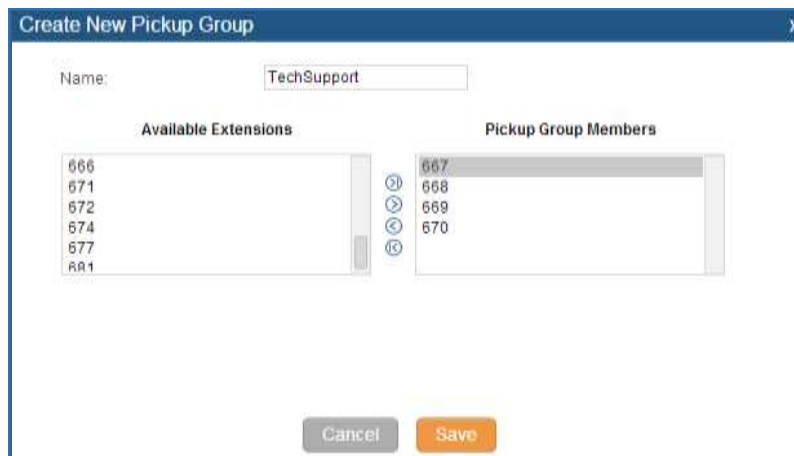 Create New Pickup Group
Name: TechSupport
Available Extensions
Pickup Group Members
666
671
672
674
677
681
667
668
669
670
Cancel
Save